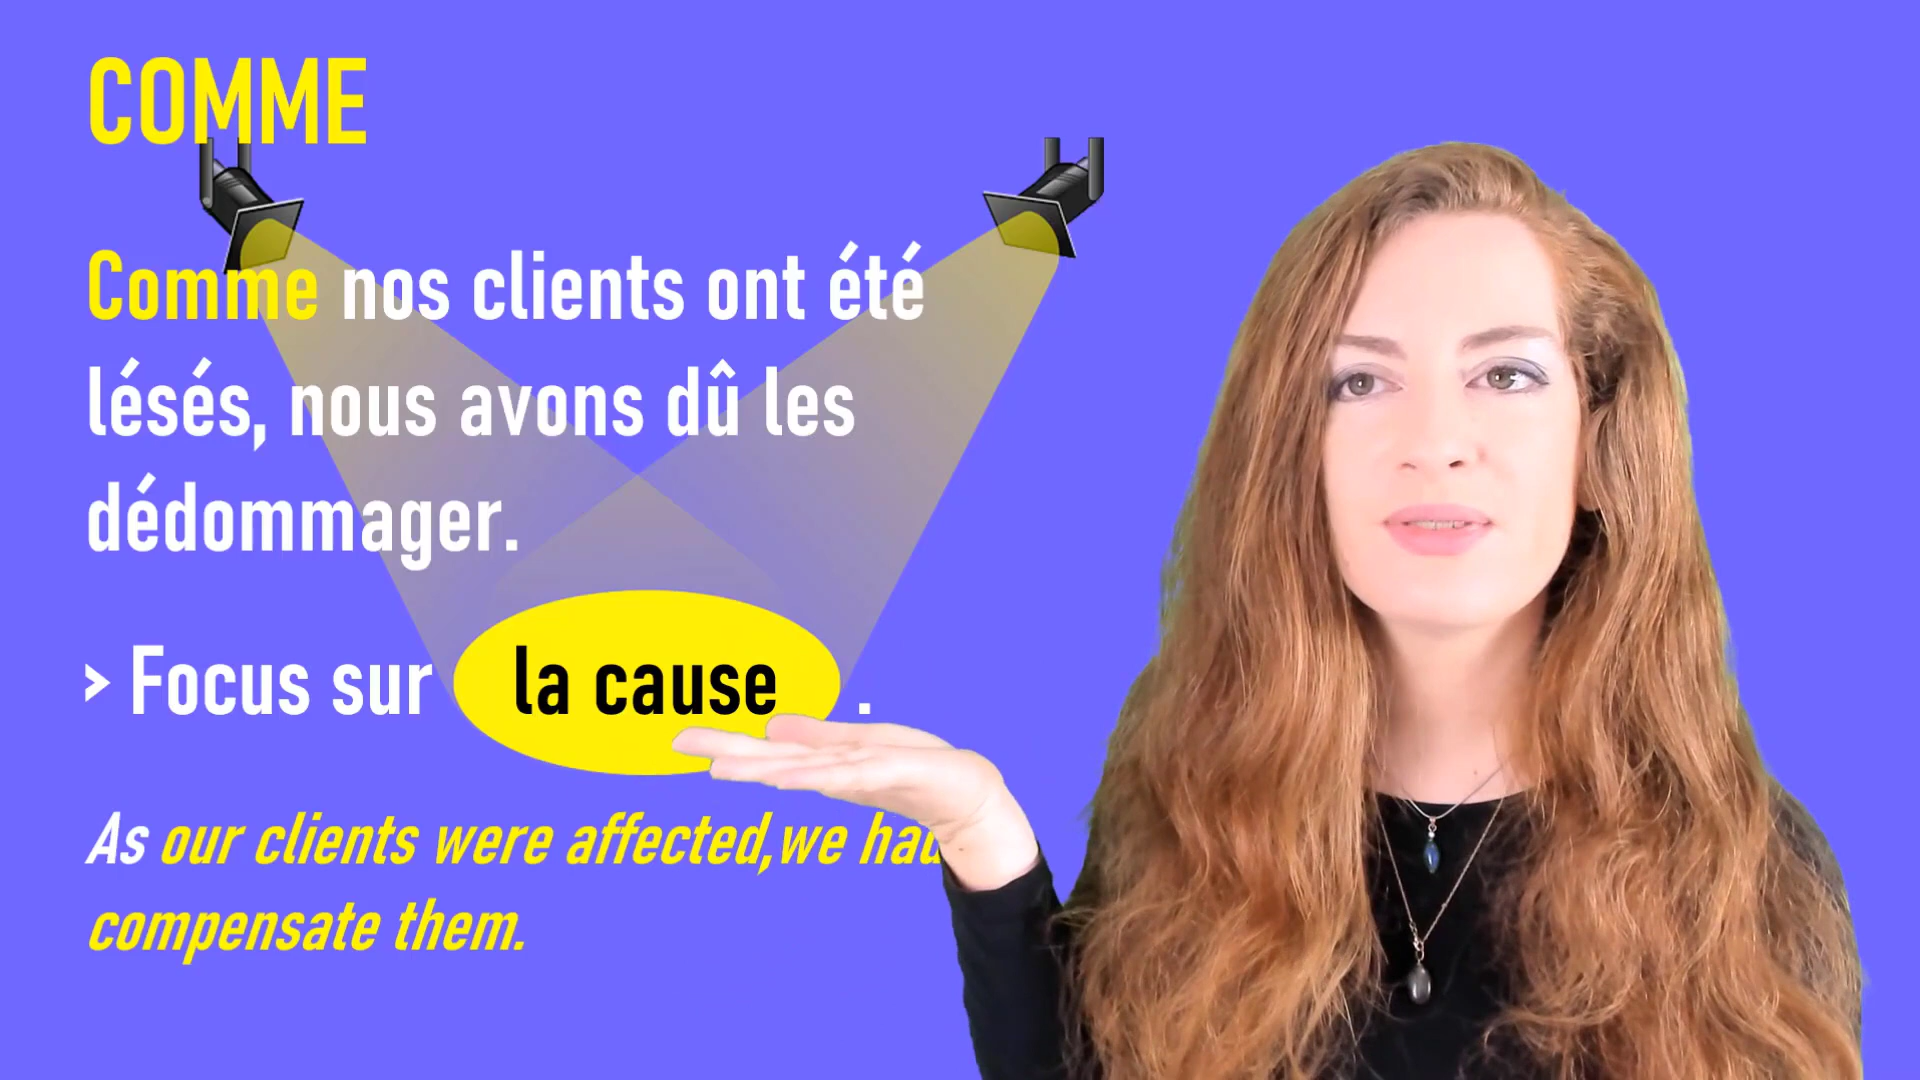 COMME
Comme nos clients ont été
lésés, nous avons dû les
dédommager.
> Focus sur la cause .
As our clients were affected,we had
compensate them.